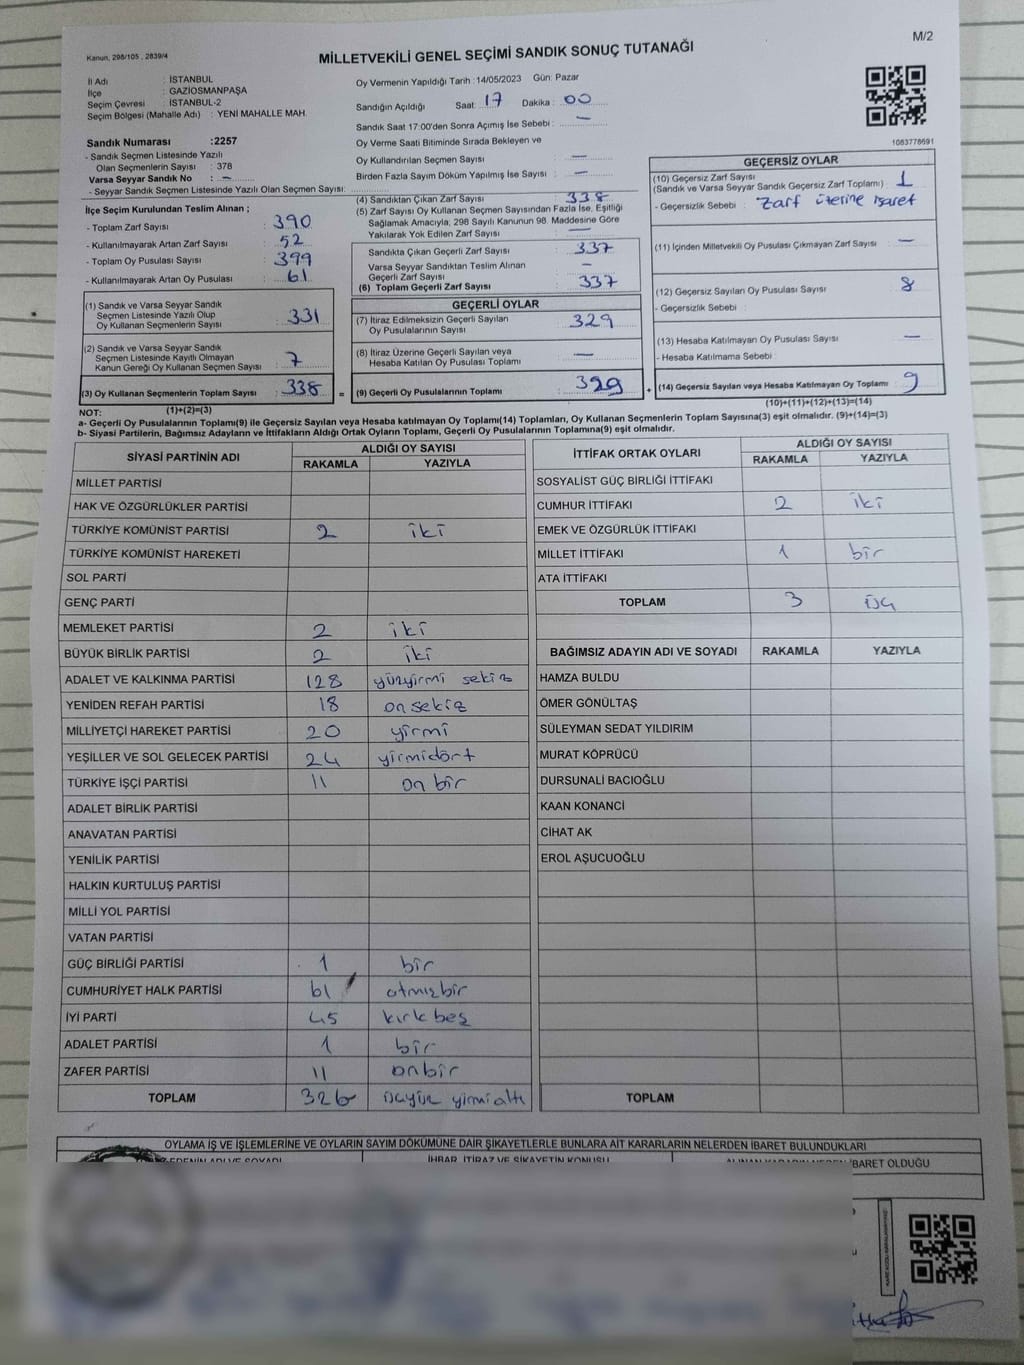 M/2
Kanun, 298/105 , 2839/4
MİLLETVEKİLİ GENEL SEÇİMİ SANDIK SONUÇ TUTANAĞI
İl Adı : İSTANBUL
İlçe : GAZİOSMANPAŞA
Seçim Çevresi : İSTANBUL-2
Seçim Bölgesi (Mahalle Adı) : YENİ MAHALLE MAH.
Sandık Numarası :2257
- Sandık Seçmen Listesinde Yazılı
Olan Seçmenlerin Sayısı : 378
Varsa Seyyar Sandık No : –
- Seyyar Sandık Seçmen Listesinde Yazılı Olan Seçmen Sayısı:
Oy Vermenin Yapıldığı Tarih : 14/05/2023 Gün: Pazar
Sandığın Açıldığı Saat: 17 Dakika : 00
Sandık Saat 17:00'den Sonra Açımış İse Sebebi : —
Oy Verme Saati Bitiminde Sırada Bekleyen ve
Oy Kullandırılan Seçmen Sayısı : —
Birden Fazla Sayım Döküm Yapılmış İse Sayısı : —
1083778691
İlçe Seçim Kurulundan Teslim Alınan ;
- Toplam Zarf Sayısı : 390
- Kullanılmayarak Artan Zarf Sayısı : 52
- Toplam Oy Pusulası Sayısı : 399
- Kullanılmayarak Artan Oy Pusulası : 61
(1) Sandık ve Varsa Seyyar Sandık
Seçmen Listesinde Yazılı Olup
Oy Kullanan Seçmenlerin Sayısı : 331
(2) Sandık ve Varsa Seyyar Sandık
Seçmen Listesinde Kayıtlı Olmayan
Kanun Gereği Oy Kullanan Seçmen Sayısı : 7
(3) Oy Kullanan Seçmenlerin Toplam Sayısı : 338 =
(1)+(2)=(3)
(4) Sandıktan Çıkan Zarf Sayısı : 338
(5) Zarf Sayısı Oy Kullanan Seçmen Sayısından Fazla İse, Eşitliği
Sağlamak Amacıyla, 298 Sayılı Kanunun 98. Maddesine Göre
Yakılarak Yok Edilen Zarf Sayısı : —
Sandıkta Çıkan Geçerli Zarf Sayısı : 337
Varsa Seyyar Sandıktan Teslim Alınan
Geçerli Zarf Sayısı : –
(6) Toplam Geçerli Zarf Sayısı : 337
GEÇERLİ OYLAR
(7) İtiraz Edilmeksizin Geçerli Sayılan
Oy Pusulalarının Sayısı : 329
(8) İtiraz Üzerine Geçerli Sayılan veya
Hesaba Katılan Oy Pusulası Toplamı : —
(9) Geçerli Oy Pusulalarının Toplamı : 329 +
GEÇERSİZ OYLAR
(10) Geçersiz Zarf Sayısı
(Sandık ve Varsa Seyyar Sandık Geçersiz Zarf Toplamı) : 1
- Geçersizlik Sebebi : Zarf üzerine işaret
(11) İçinden Milletvekili Oy Pusulası Çıkmayan Zarf Sayısı : —
(12) Geçersiz Sayılan Oy Pusulası Sayısı : 8
- Geçersizlik Sebebi :
(13) Hesaba Katılmayan Oy Pusulası Sayısı : —
- Hesaba Katılmama Sebebi :
(14) Geçersiz Sayılan veya Hesaba Katılmayan Oy Toplamı : 9
(10)+(11)+(12)+(13)=(14)
NOT:
a- Geçerli Oy Pusulalarının Toplamı(9) ile Geçersiz Sayılan veya Hesaba katılmayan Oy Toplamı(14) Toplamları, Oy Kullanan Seçmenlerin Toplam Sayısına(3) eşit olmalıdır. (9)+(14)=(3)
b- Siyasi Partilerin, Bağımsız Adayların ve İttifakların Aldığı Ortak Oyların Toplamı, Geçerli Oy Pusulalarının Toplamına(9) eşit olmalıdır.
SİYASİ PARTİNİN ADI ALDIĞI OY SAYISI
RAKAMLA YAZIYLA
MİLLET PARTİSİ
HAK VE ÖZGÜRLÜKLER PARTİSİ
TÜRKİYE KOMÜNİST PARTİSİ 2 iki
TÜRKİYE KOMÜNİST HAREKETİ
SOL PARTİ
GENÇ PARTİ
MEMLEKET PARTİSİ 2 iki
BÜYÜK BİRLİK PARTİSİ 2 iki
ADALET VE KALKINMA PARTİSİ 128 yüzyirmi sekiz
YENİDEN REFAH PARTİSİ 18 onsekiz
MİLLİYETÇİ HAREKET PARTİSİ 20 yirmi
YEŞİLLER VE SOL GELECEK PARTİSİ 24 yirmidört
TÜRKİYE İŞÇİ PARTİSİ 11 on bir
ADALET BİRLİK PARTİSİ
ANAVATAN PARTİSİ
YENİLİK PARTİSİ
HALKIN KURTULUŞ PARTİSİ
MİLLİ YOL PARTİSİ
VATAN PARTİSİ
GÜÇ BİRLİĞİ PARTİSİ 1 bir
CUMHURİYET HALK PARTİSİ 61 atmışbir
İYİ PARTİ 45 kırkbeş
ADALET PARTİSİ 1 bir
ZAFER PARTİSİ 11 onbir
TOPLAM 326 üçyüz yirmialtı
İTTİFAK ORTAK OYLARI ALDIĞI OY SAYISI
RAKAMLA YAZIYLA
SOSYALİST GÜÇ BİRLİĞİ İTTİFAKI
CUMHUR İTTİFAKI 2 iki
EMEK VE ÖZGÜRLÜK İTTİFAKI
MİLLET İTTİFAKI 1 bir
ATA İTTİFAKI
TOPLAM 3 üç
BAĞIMSIZ ADAYIN ADI VE SOYADI RAKAMLA YAZIYLA
HAMZA BULDU
ÖMER GÖNÜLTAŞ
SÜLEYMAN SEDAT YILDIRIM
MURAT KÖPRÜCÜ
DURSUNALİ BACIOĞLU
KAAN KONANCİ
CİHAT AK
EROL AŞUCUOĞLU
TOPLAM
OYLAMA İŞ VE İŞLEMLERİNE VE OYLARIN SAYIM DÖKÜMÜNE DAİR ŞİKAYETLERLE BUNLARA AİT KARARLARIN NELERDEN İBARET BULUNDUKLARI
İHBAR, İTİRAZ VE ŞİKAYETİN KONUSU
İBARET OLDUĞU